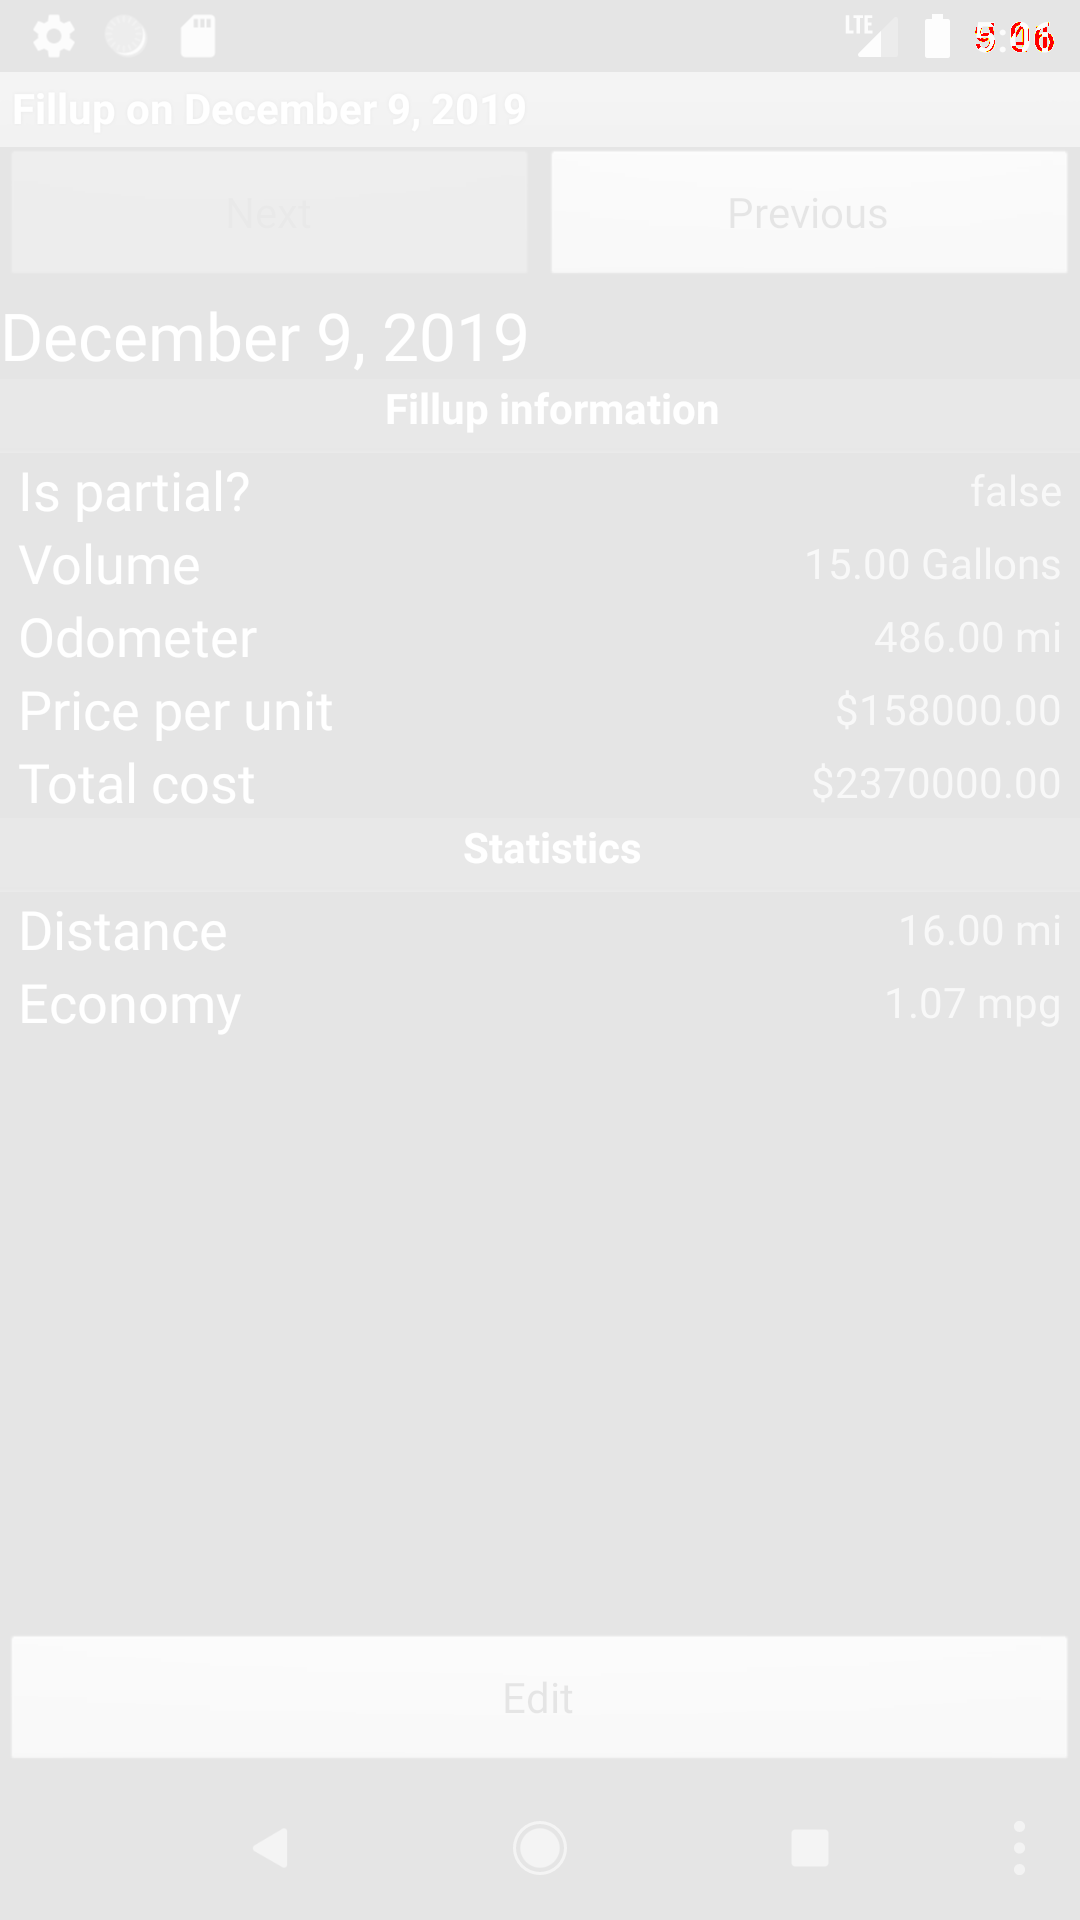 LTE
Fillup on December 9, 2019
Next Previous
December 9, 2019
Fillup information
Is partial? false
Volume 15.00 Gallons
Odometer 486.00 mi
Price per unit $158000.00
Total cost $2370000.00
Statistics
Distance 16.00 mi
Economy 1.07 mpg
Edit